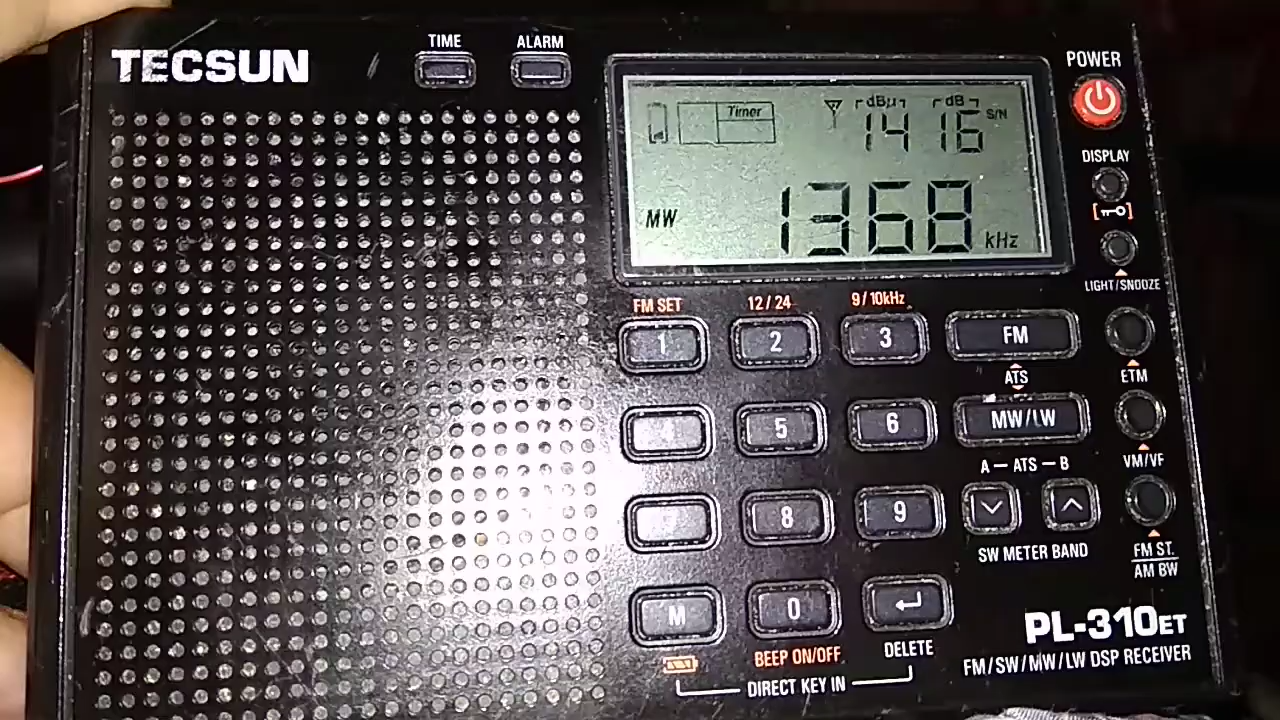 TECSUN
TIME
ALARM
POWER
Timer
dBμ
dB
14 16
S/N
DISPLAY
MW
1368
kHz
LIGHT/SNOOZE
FM SET
12/24
9/10kHz
1
2
3
FM
ATS
ETM
5
6
MW/LW
A — ATS — B
VM/VF
8
9
SW METER BAND
FM ST.
AM BW
M
0
↵
PL-310ET
BEEP ON/OFF
DELETE
FM/SW/MW/LW DSP RECEIVER
DIRECT KEY IN